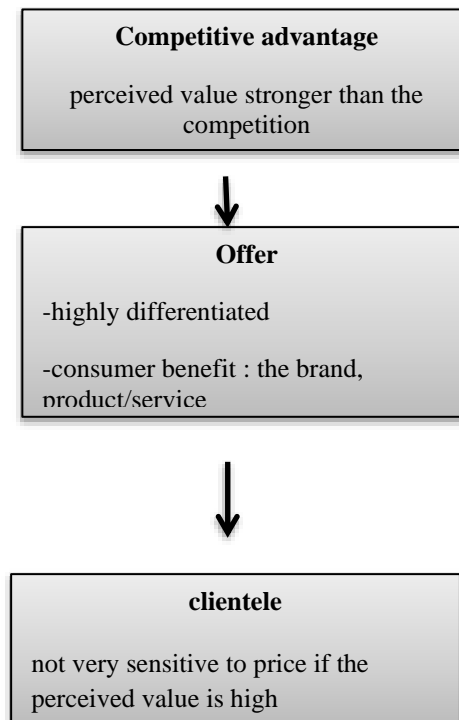 Competitive advantage
perceived value stronger than the
competition
Offer
-highly differentiated
-consumer benefit : the brand,
product/service
clientele
not very sensitive to price if the
perceived value is high